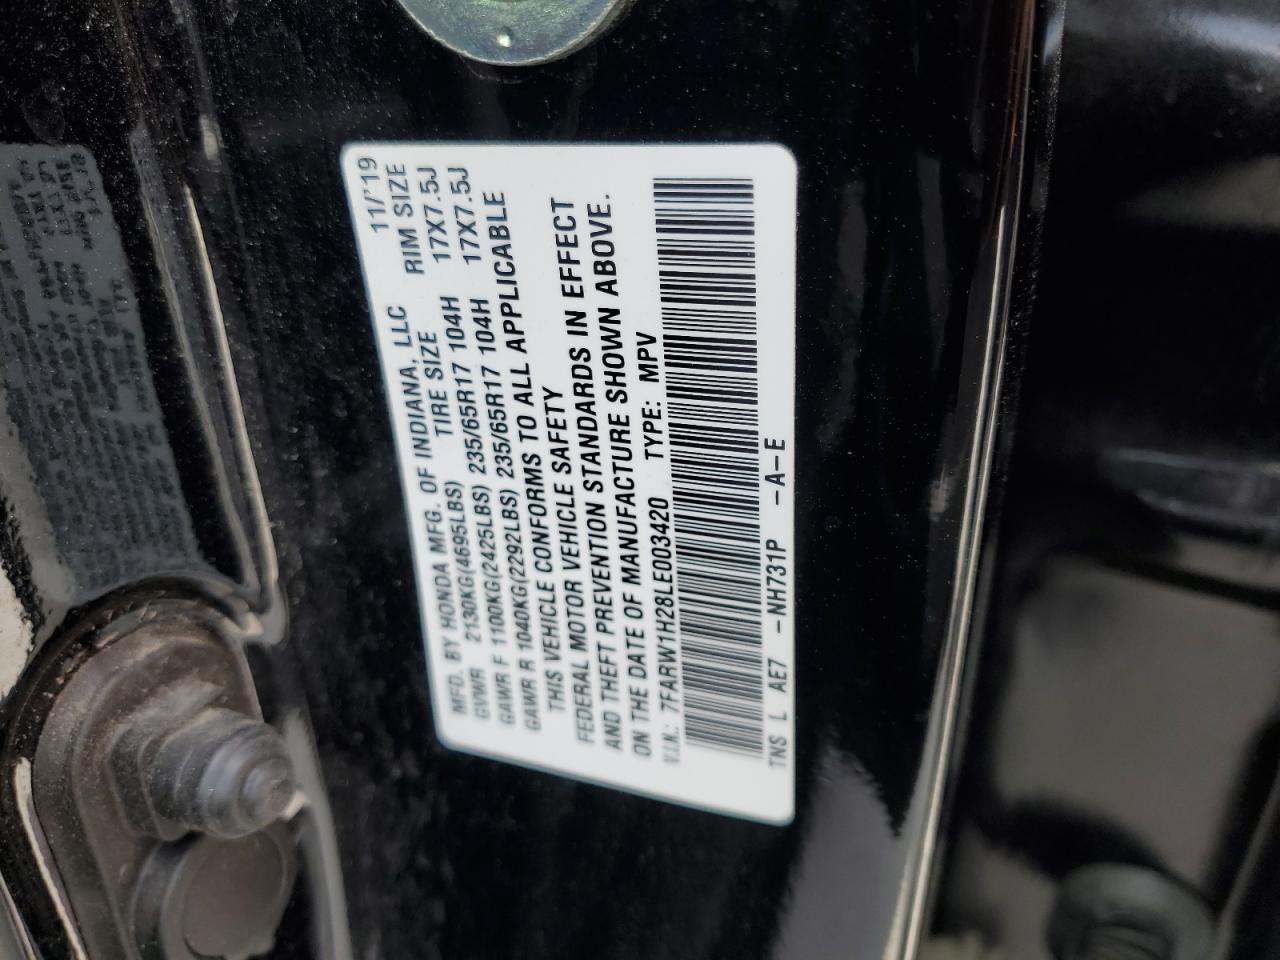 MFD. BY HONDA MFG. OF INDIANA, LLC 11/'19
GVWR 2130KG(4695LBS) TIRE SIZE RIM SIZE
GAWR F 1100KG(2425LBS) 235/65R17 104H 17X7.5J
GAWR R 1040KG(2292LBS) 235/65R17 104H 17X7.5J
THIS VEHICLE CONFORMS TO ALL APPLICABLE
FEDERAL MOTOR VEHICLE SAFETY
AND THEFT PREVENTION STANDARDS IN EFFECT
ON THE DATE OF MANUFACTURE SHOWN ABOVE.
V.I.N.: 7FARW1H28LE003420 TYPE: MPV
TNS L AE7 -NH731P -A-E